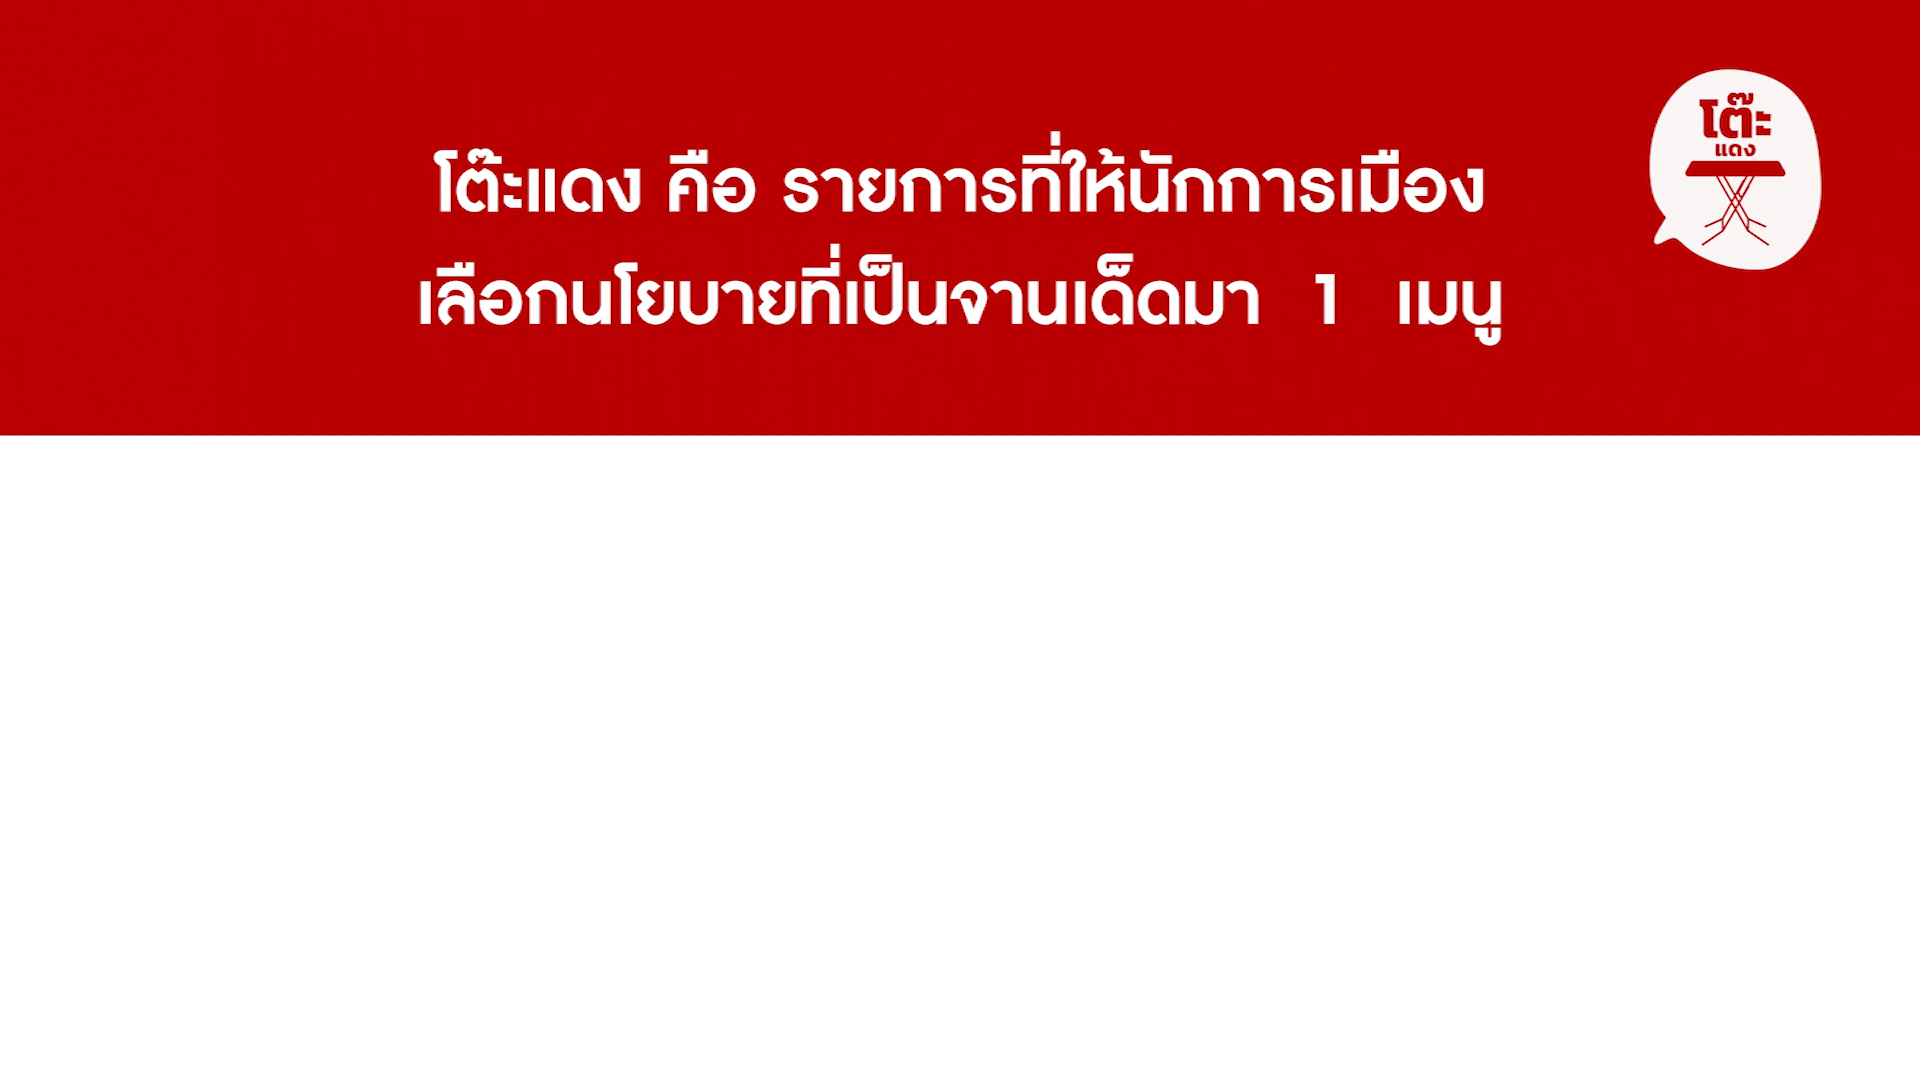 โต๊ะแดง คือ รายการที่ให้นักการเมือง
เลือกนโยบายที่เป็นจานเด็ดมา 1 เมนู
โต๊ะ
แดง